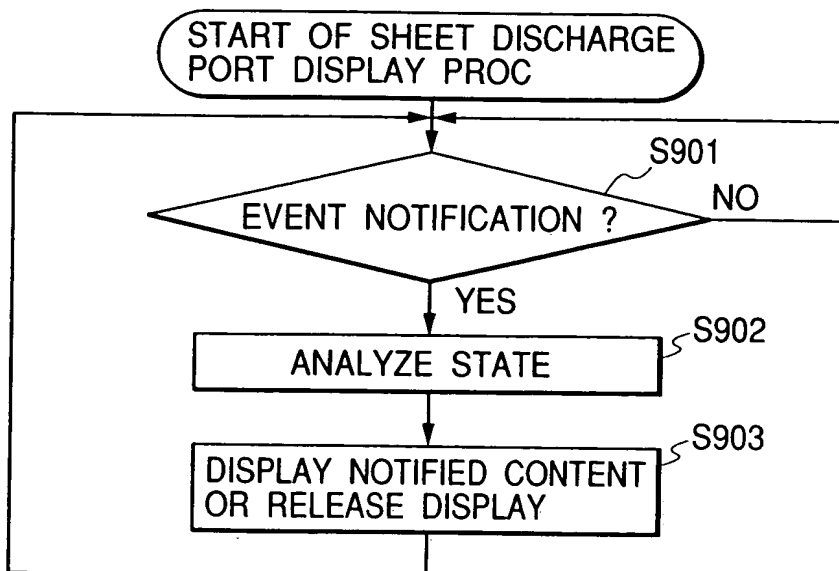 START OF SHEET DISCHARGE
PORT DISPLAY PROC
S901
EVENT NOTIFICATION ?
NO
YES
S902
ANALYZE STATE
S903
DISPLAY NOTIFIED CONTENT
OR RELEASE DISPLAY